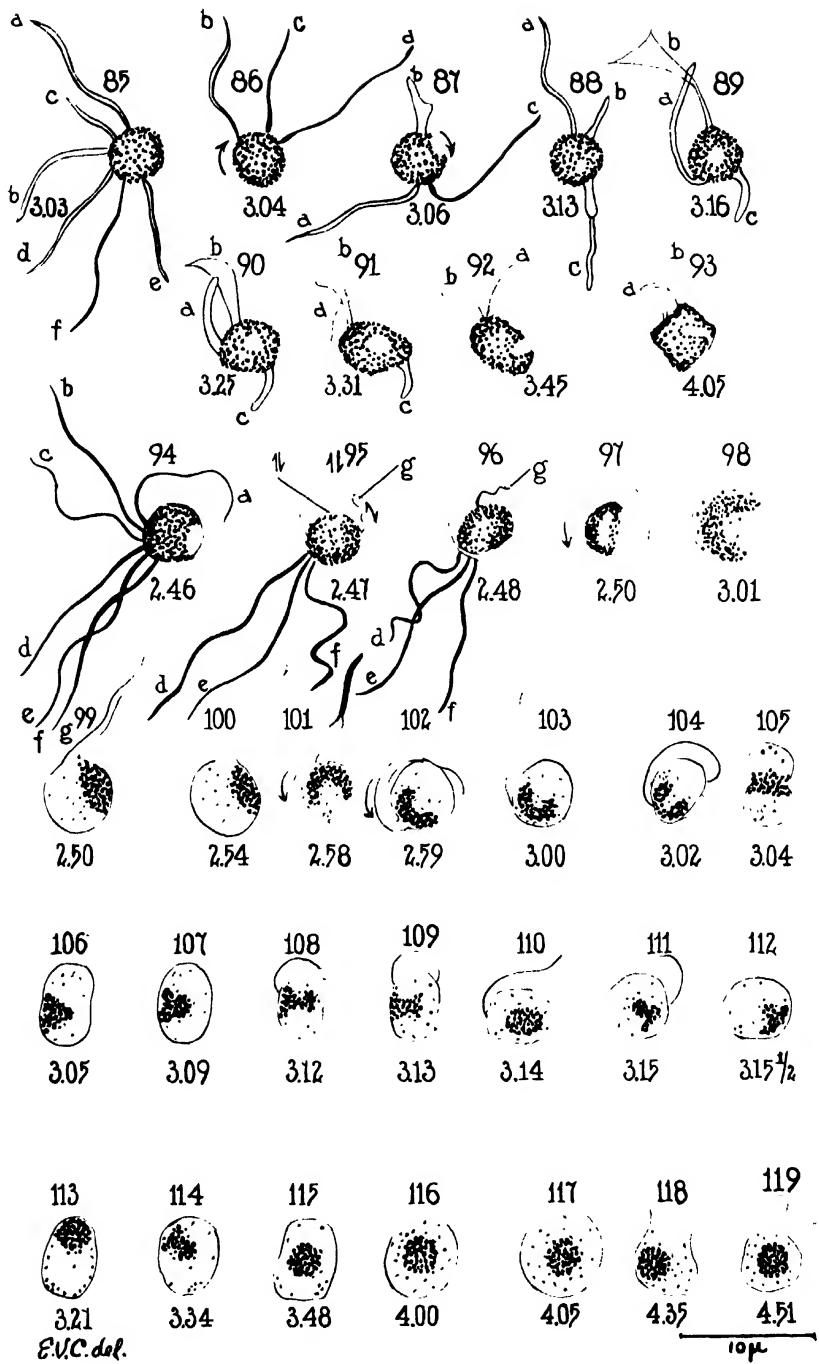 a
b
c
a
a
b
85
86
b 87
88
b
89
c
a
c
b
3.03
3.04
3.06
3.13
3.16
d
a
c
e
c
f
b 90
b 91
b 92 a
b 93
a
a
a
3.25
3.31
3.45
4.05
c
c
b
c
94
95
g
96
g
97
98
a
2.46
2.47
2.48
2.50
3.01
d
d
e
f
d
e
f
e
f
g
99
100
101
102
103
104
105
2.50
2.54
2.58
2.59
3.00
3.02
3.04
106
107
108
109
110
111
112
3.05
3.09
3.12
3.13
3.14
3.15
3.15 1/2
113
114
115
116
117
118
119
3.21
3.34
3.48
4.00
4.05
4.35
4.51
E.V.C. del.
10 µ